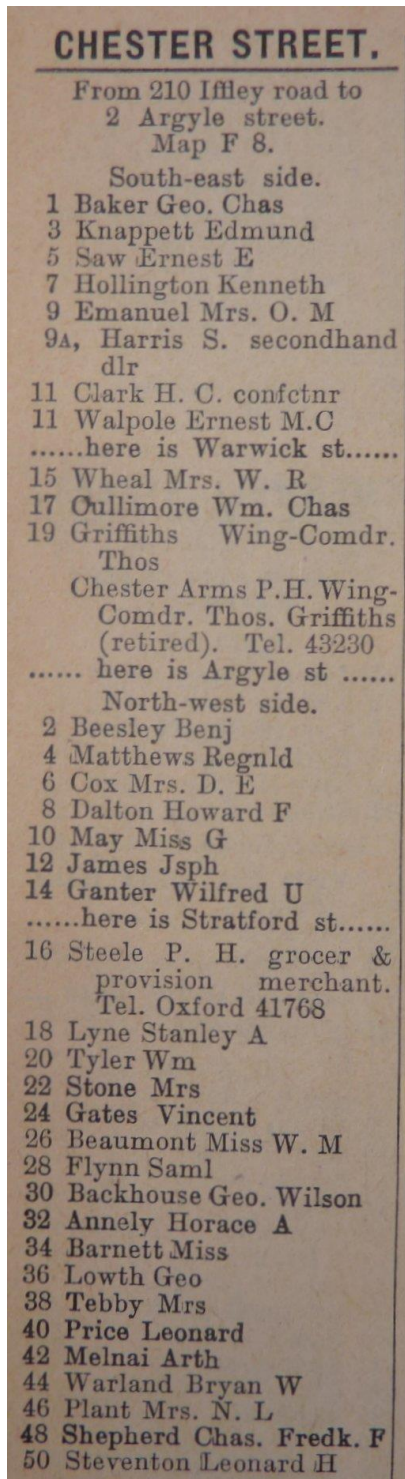 CHESTER STREET.
From 210 Iffley road to
2 Argyle street.
Map F 8.
South-east side.
1 Baker Geo. Chas
3 Knappett Edmund
5 Saw Ernest E
7 Hollington Kenneth
9 Emanuel Mrs. O. M
9A, Harris S. secondhand
dlr
11 Clark H. C. confctnr
11 Walpole Ernest M.C
......here is Warwick st......
15 Wheal Mrs. W. R
17 Cullimore Wm. Chas
19 Griffiths Wing-Comdr.
Thos
Chester Arms P.H. Wing-
Comdr. Thos. Griffiths
(retired). Tel. 43230
...... here is Argyle st ......
North-west side.
2 Beesley Benj
4 Matthews Regnld
6 Cox Mrs. D. E
8 Dalton Howard F
10 May Miss G
12 James Jsph
14 Ganter Wilfred U
......here is Stratford st......
16 Steele P. H. grocer &
provision merchant.
Tel. Oxford 41768
18 Lyne Stanley A
20 Tyler Wm
22 Stone Mrs
24 Gates Vincent
26 Beaumont Miss W. M
28 Flynn Saml
30 Backhouse Geo. Wilson
32 Annely Horace A
34 Barnett Miss
36 Lowth Geo
38 Tebby Mrs
40 Price Leonard
42 Melnai Arth
44 Warland Bryan W
46 Plant Mrs. N. L
48 Shepherd Chas. Fredk. F
50 Steventon Leonard H